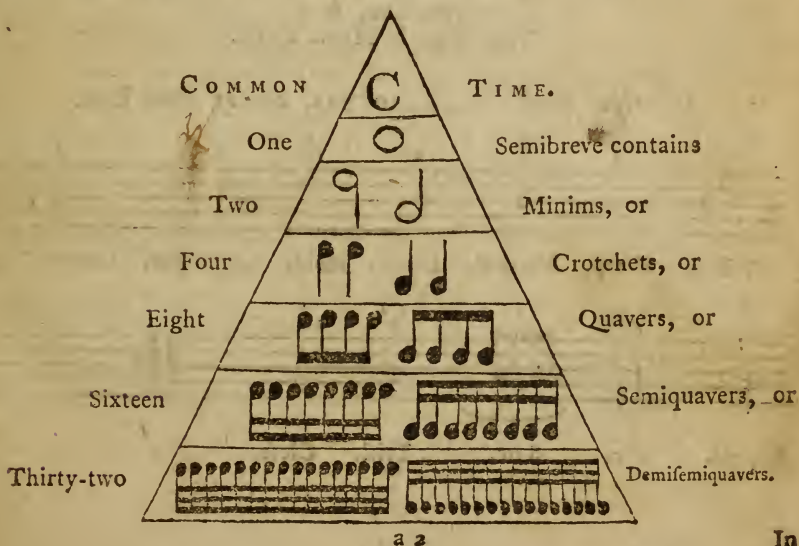 COMMON C TIME.
One Semibreve contains
Two Minims, or
Four Crotchets, or
Eight Quavers, or
Sixteen Semiquavers, or
Thirty-two Demiſemiquavers.
a 2 In